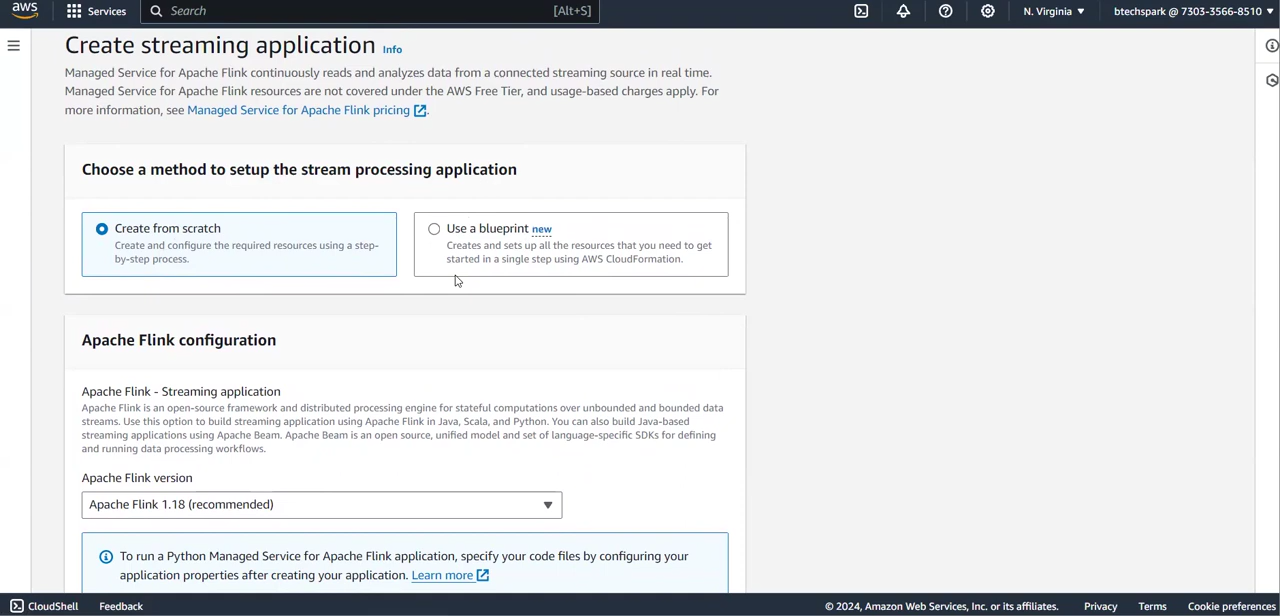 aws Services Search [Alt+S] N. Virginia btechspark @ 7303-3566-8510
Create streaming application Info
Managed Service for Apache Flink continuously reads and analyzes data from a connected streaming source in real time.
Managed Service for Apache Flink resources are not covered under the AWS Free Tier, and usage-based charges apply. For
more information, see Managed Service for Apache Flink pricing.
Choose a method to setup the stream processing application
Create from scratch
Create and configure the required resources using a step-
by-step process.
Use a blueprint new
Creates and sets up all the resources that you need to get
started in a single step using AWS CloudFormation.
Apache Flink configuration
Apache Flink - Streaming application
Apache Flink is an open-source framework and distributed processing engine for stateful computations over unbounded and bounded data
streams. Use this option to build streaming application using Apache Flink in Java, Scala, and Python. You can also build Java-based
streaming applications using Apache Beam. Apache Beam is an open source, unified model and set of language-specific SDKs for defining
and running data processing workflows.
Apache Flink version
Apache Flink 1.18 (recommended)
To run a Python Managed Service for Apache Flink application, specify your code files by configuring your
application properties after creating your application. Learn more
CloudShell Feedback © 2024, Amazon Web Services, Inc. or its affiliates. Privacy Terms Cookie preferences